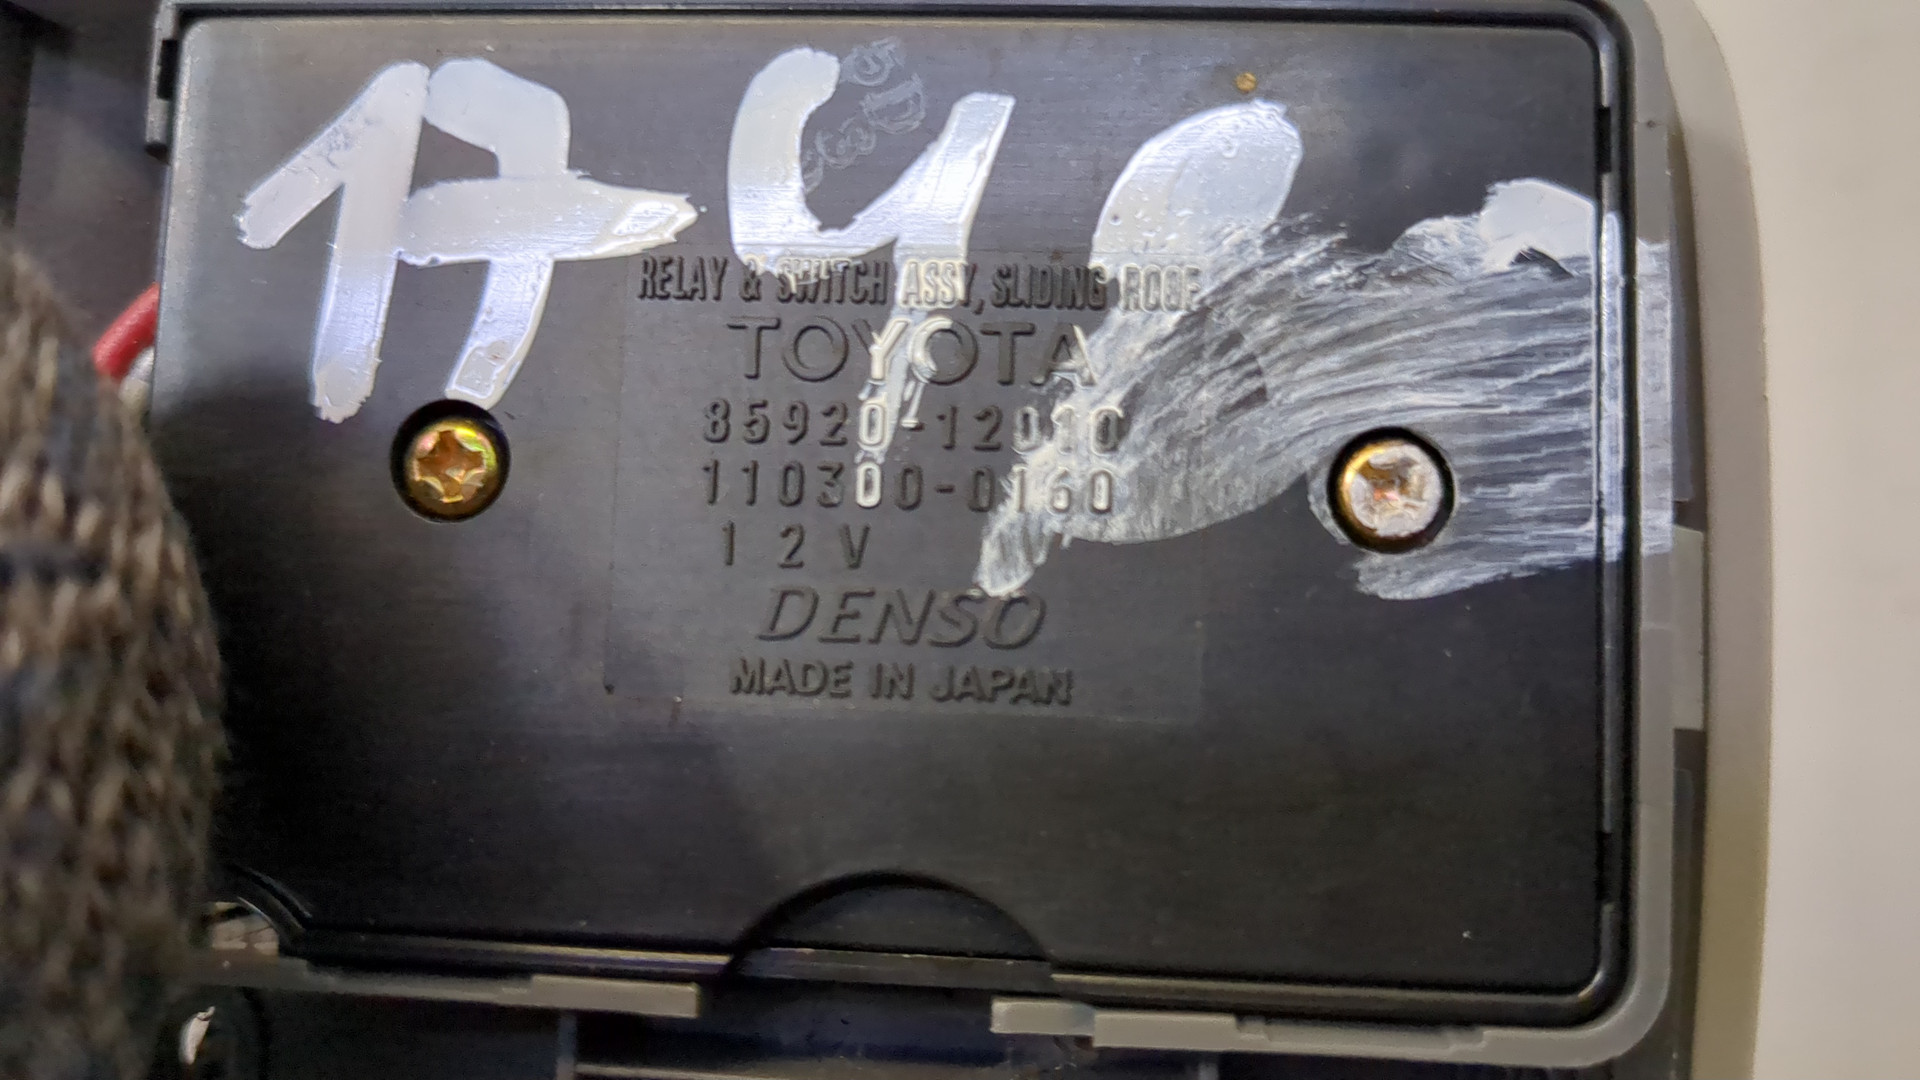 17 4
RELAY & SWITCH ASSY, SLIDING ROOF
TOYOTA
85920-12010
110300-0160
12V
DENSO
MADE IN JAPAN